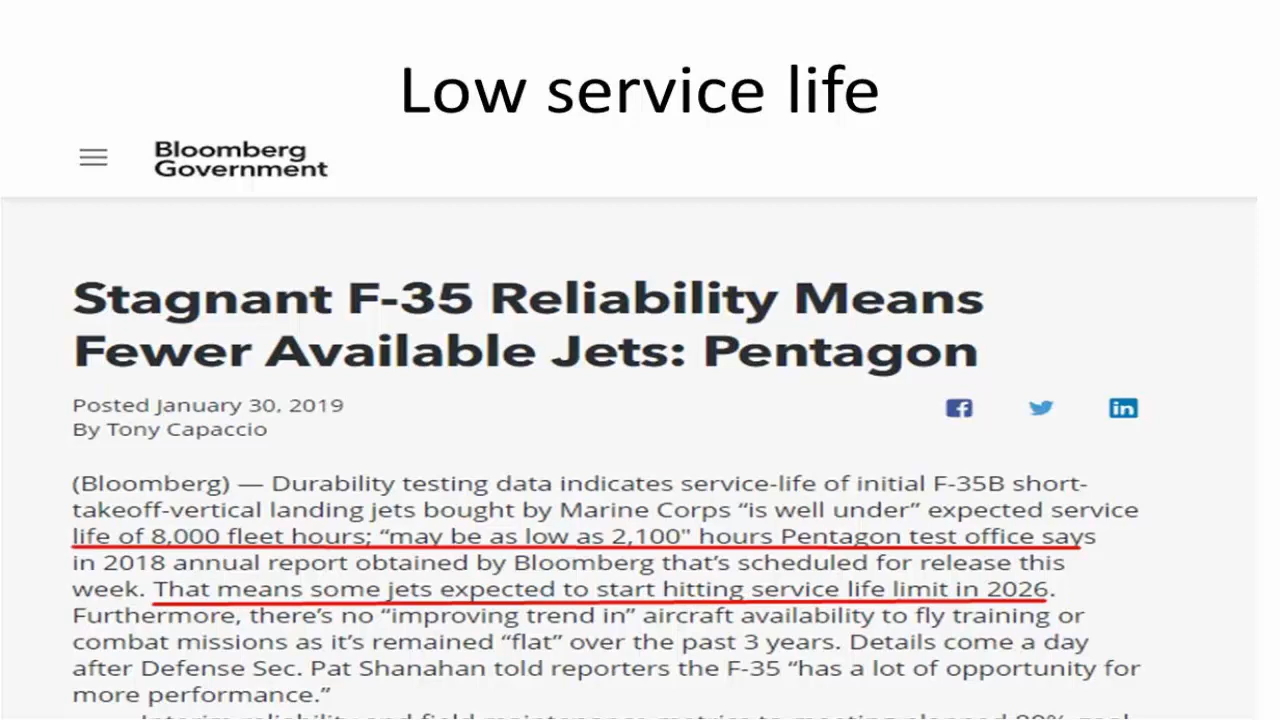 Low service life
Bloomberg
Government
Stagnant F-35 Reliability Means
Fewer Available Jets: Pentagon
Posted January 30, 2019
By Tony Capaccio
(Bloomberg) — Durability testing data indicates service-life of initial F-35B short-
takeoff-vertical landing jets bought by Marine Corps “is well under” expected service
life of 8,000 fleet hours; “may be as low as 2,100" hours Pentagon test office says
in 2018 annual report obtained by Bloomberg that’s scheduled for release this
week. That means some jets expected to start hitting service life limit in 2026.
Furthermore, there’s no “improving trend in” aircraft availability to fly training or
combat missions as it’s remained “flat” over the past 3 years. Details come a day
after Defense Sec. Pat Shanahan told reporters the F-35 “has a lot of opportunity for
more performance.”